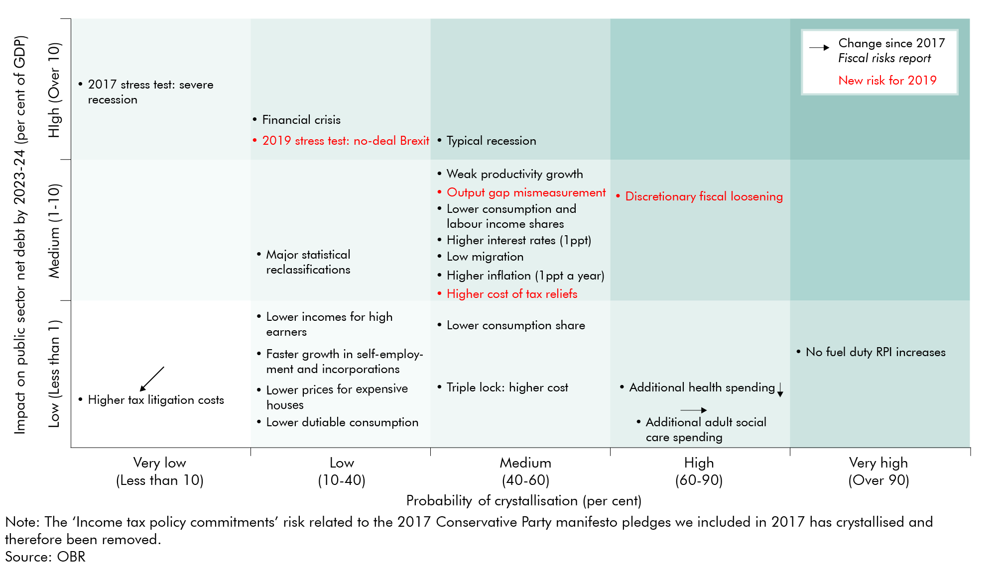 Impact on public sector net debt by 2023-24 (per cent of GDP)
HIgh (Over 10)
Medium (1-10)
Low (Less than 1)
Change since 2017
Fiscal risks report
New risk for 2019
• 2017 stress test: severe
recession
• Financial crisis
• 2019 stress test: no-deal Brexit
• Typical recession
• Major statistical
reclassifications
• Weak productivity growth
• Output gap mismeasurement
• Lower consumption and
labour income shares
• Higher interest rates (1ppt)
• Low migration
• Higher inflation (1ppt a year)
• Higher cost of tax reliefs
• Discretionary fiscal loosening
• Higher tax litigation costs
• Lower incomes for high
earners
• Faster growth in self-employ-
ment and incorporations
• Lower prices for expensive
houses
• Lower dutiable consumption
• Lower consumption share
• Triple lock: higher cost
• Additional health spending
• Additional adult social
care spending
• No fuel duty RPI increases
Very low
(Less than 10)
Low
(10-40)
Medium
(40-60)
High
(60-90)
Very high
(Over 90)
Probability of crystallisation (per cent)
Note: The ‘Income tax policy commitments’ risk related to the 2017 Conservative Party manifesto pledges we included in 2017 has crystallised and
therefore been removed.
Source: OBR